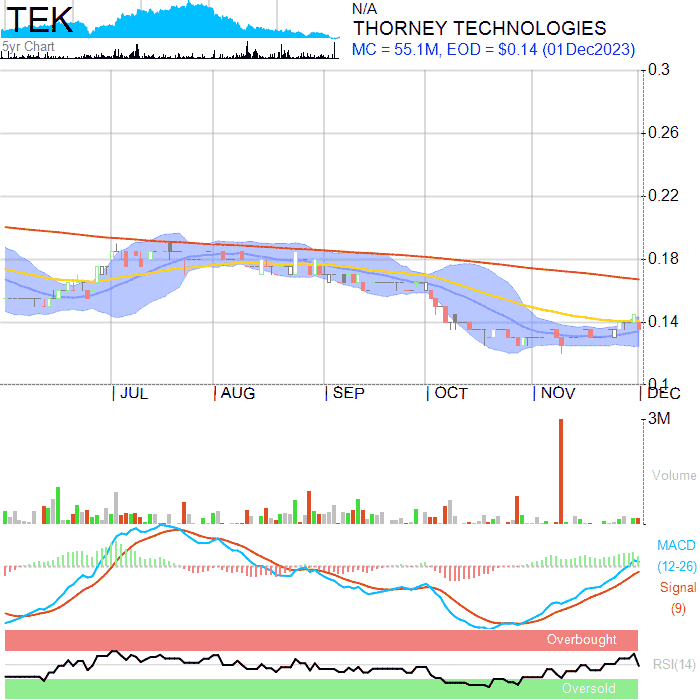 TEK
5yr Chart
N/A
THORNEY TECHNOLOGIES
MC = 55.1M, EOD = $0.14 (01Dec2023)
0.3
0.26
0.22
0.18
0.14
0.1
JUL
AUG
SEP
OCT
NOV
DEC
3M
Volume
MACD
(12-26)
Signal
(9)
Overbought
RSI(14)
Oversold